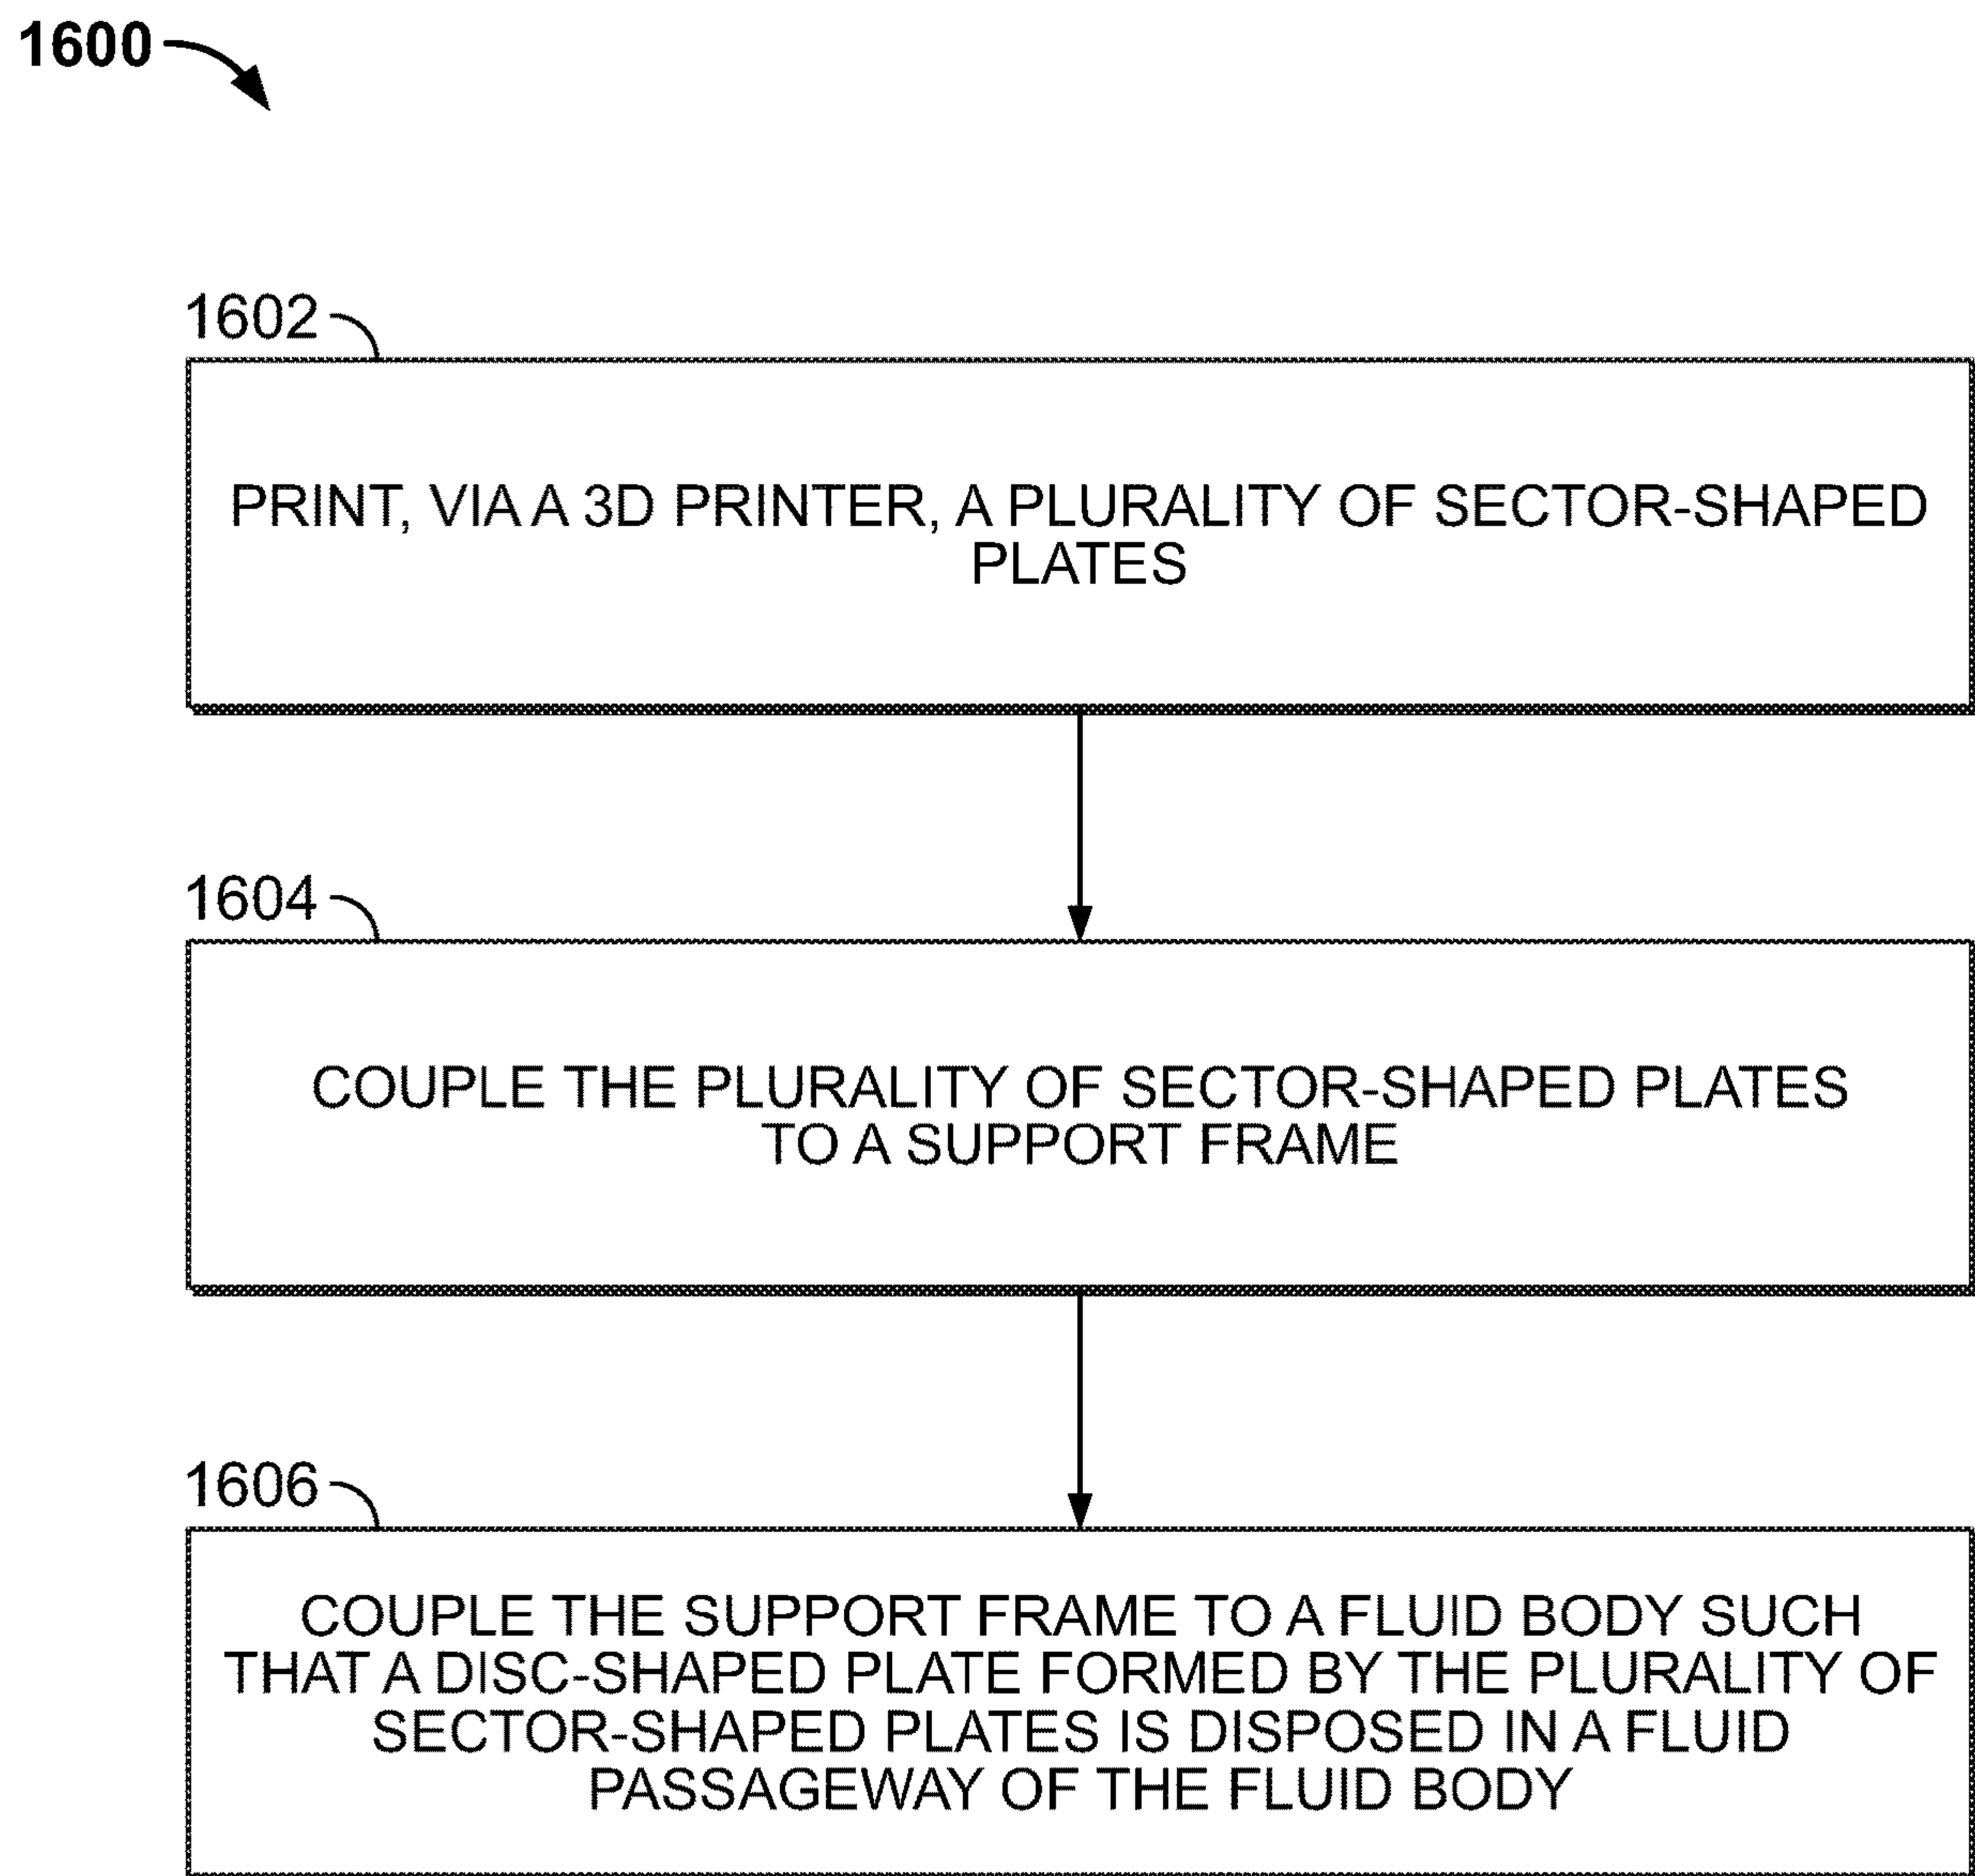 1600
1602
PRINT, VIA A 3D PRINTER, A PLURALITY OF SECTOR-SHAPED
PLATES
1604
COUPLE THE PLURALITY OF SECTOR-SHAPED PLATES
TO A SUPPORT FRAME
1606
COUPLE THE SUPPORT FRAME TO A FLUID BODY SUCH
THAT A DISC-SHAPED PLATE FORMED BY THE PLURALITY OF
SECTOR-SHAPED PLATES IS DISPOSED IN A FLUID
PASSAGEWAY OF THE FLUID BODY